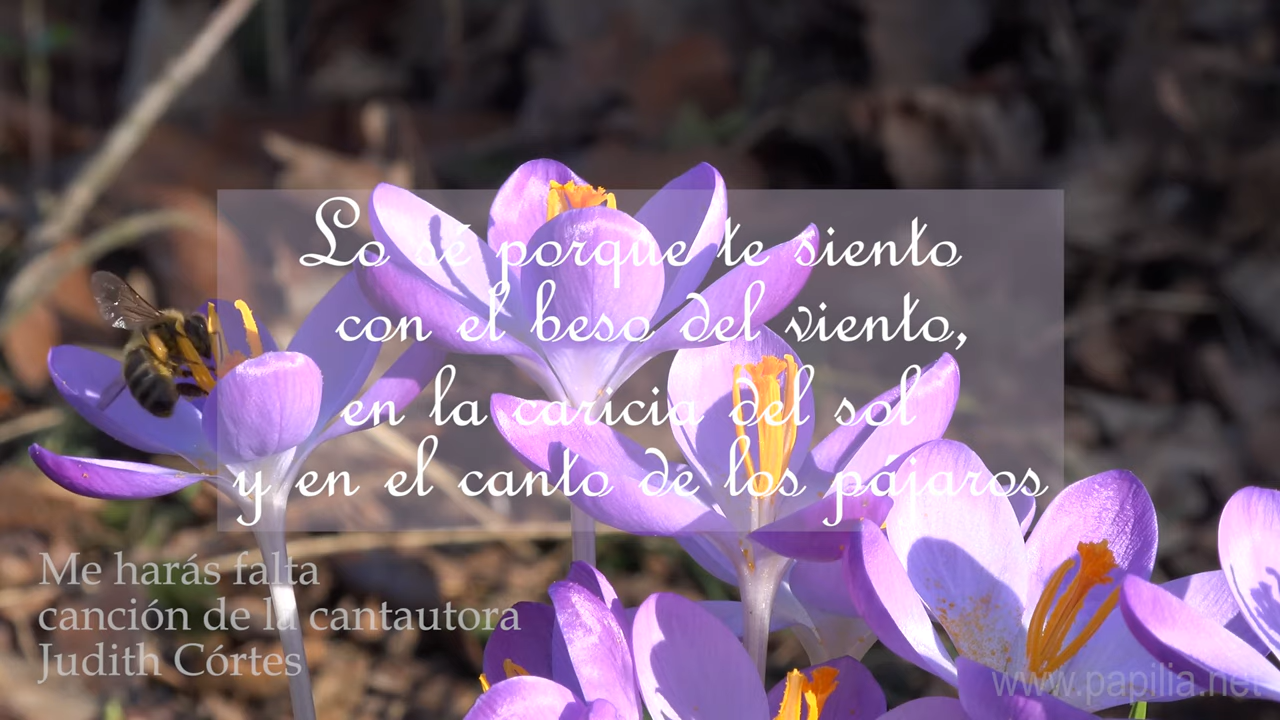 Lo sé porque te siento
con el beso del viento,
en la caricia del sol
y en el canto de los pájaros
Me harás falta
canción de la cantautora
Judith Córtes
www.papilia.net